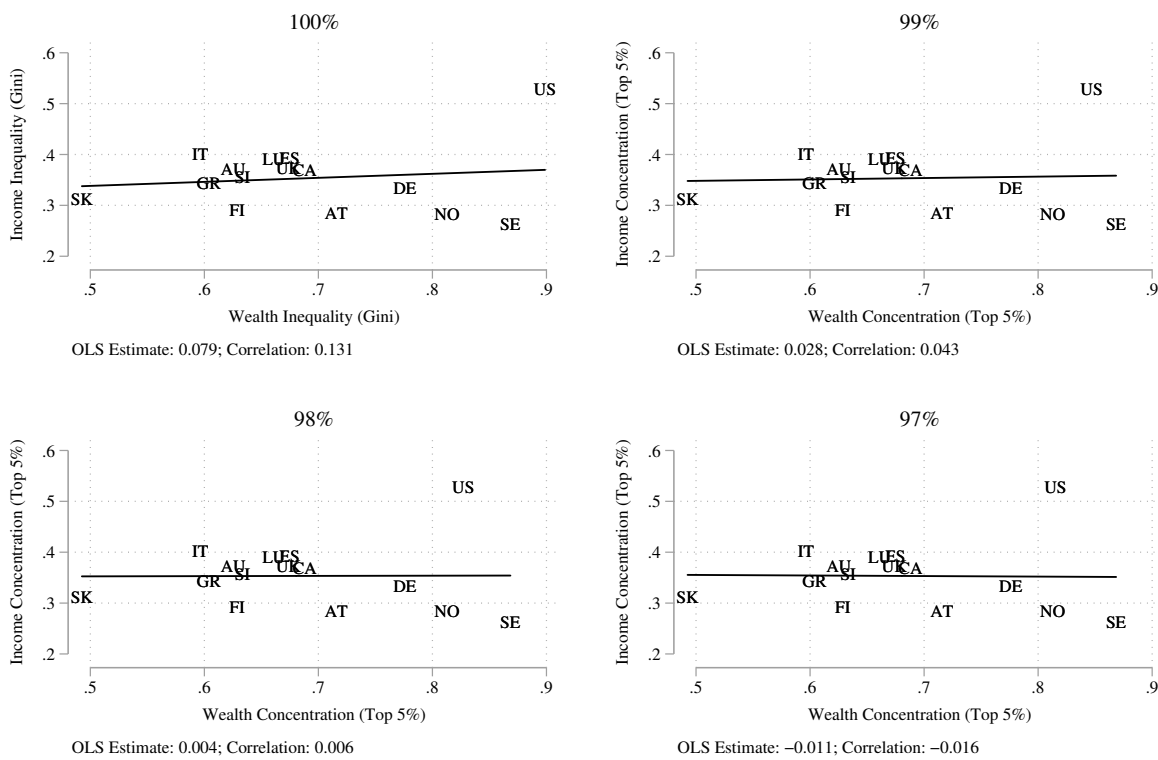 100%
Income Inequality (Gini)
.6
.5
.4
.3
.2
US
IT
LU
ES
AU
UK
CA
SI
GR
DE
SK
FI
AT
NO
SE
.5 .6 .7 .8 .9
Wealth Inequality (Gini)
OLS Estimate: 0.079; Correlation: 0.131
99%
Income Concentration (Top 5%)
.6
.5
.4
.3
.2
US
IT
LU
ES
AU
UK
CA
SI
GR
DE
SK
FI
AT
NO
SE
.5 .6 .7 .8 .9
Wealth Concentration (Top 5%)
OLS Estimate: 0.028; Correlation: 0.043
98%
Income Concentration (Top 5%)
.6
.5
.4
.3
.2
US
IT
LU
ES
AU
UK
CA
SI
GR
DE
SK
FI
AT
NO
SE
.5 .6 .7 .8 .9
Wealth Concentration (Top 5%)
OLS Estimate: 0.004; Correlation: 0.006
97%
Income Concentration (Top 5%)
.6
.5
.4
.3
.2
US
IT
LU
ES
AU
UK
CA
SI
GR
DE
SK
FI
AT
NO
SE
.5 .6 .7 .8 .9
Wealth Concentration (Top 5%)
OLS Estimate: −0.011; Correlation: −0.016